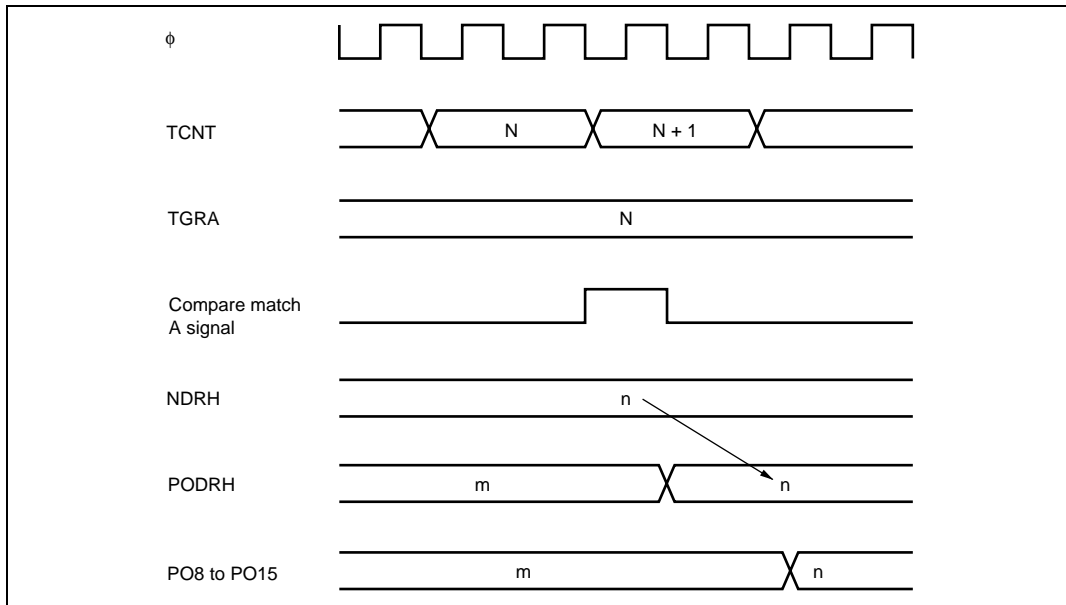 ϕ
TCNT
N
N + 1
TGRA
N
Compare match
A signal
NDRH
n
PODRH
m
n
PO8 to PO15
m
n